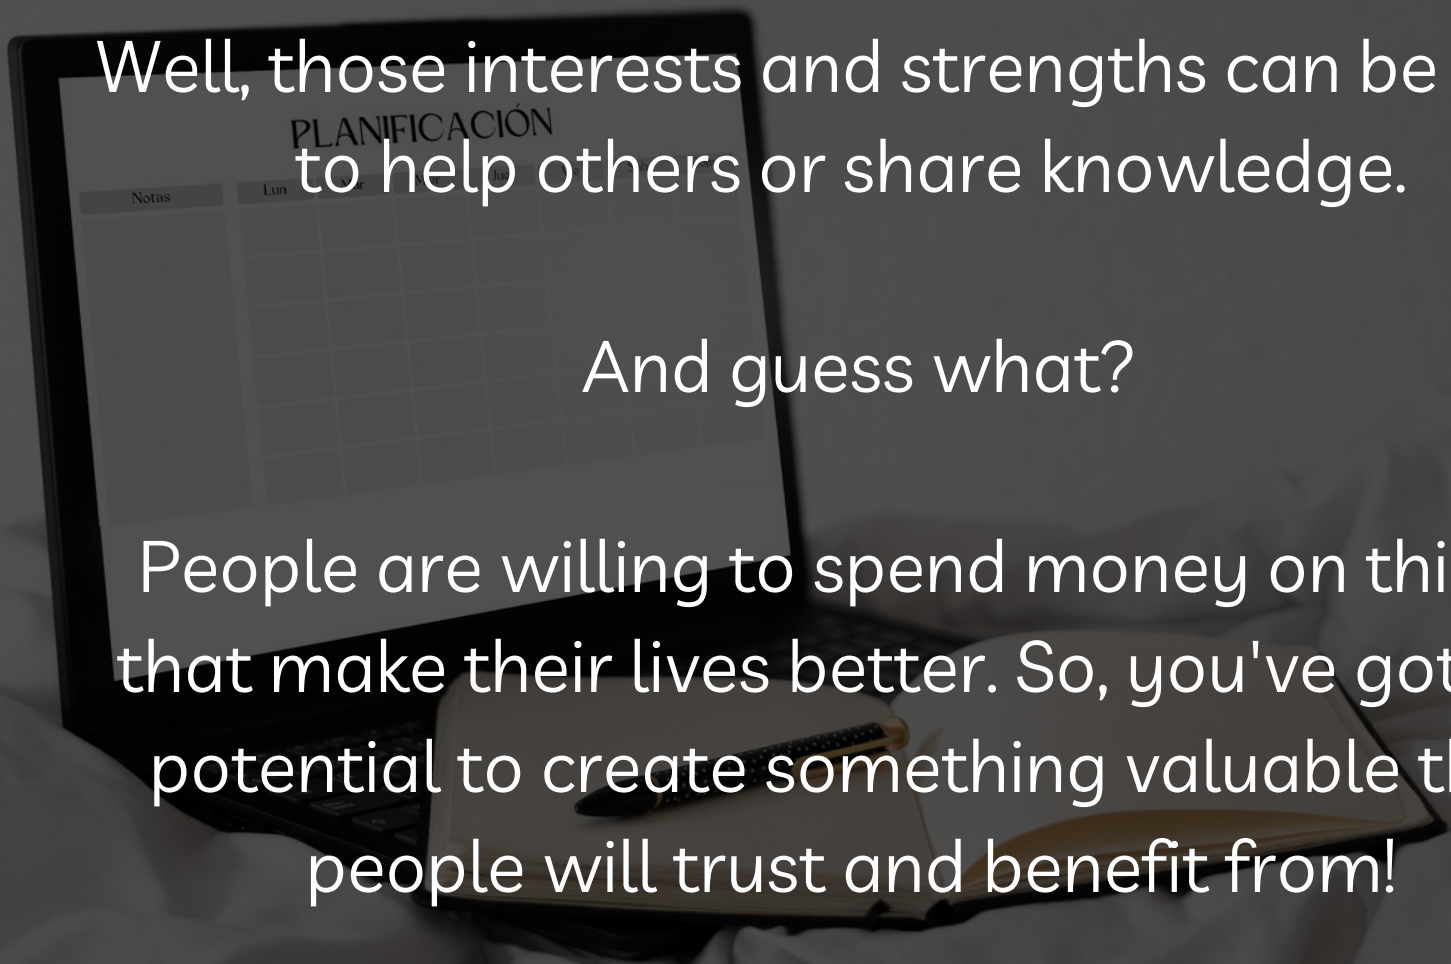 Well, those interests and strengths can be
PLANIFICACIÓN
to help others or share knowledge.
Notas
Lun
And guess what?
People are willing to spend money on thi
that make their lives better. So, you've got
potential to create something valuable th
people will trust and benefit from!